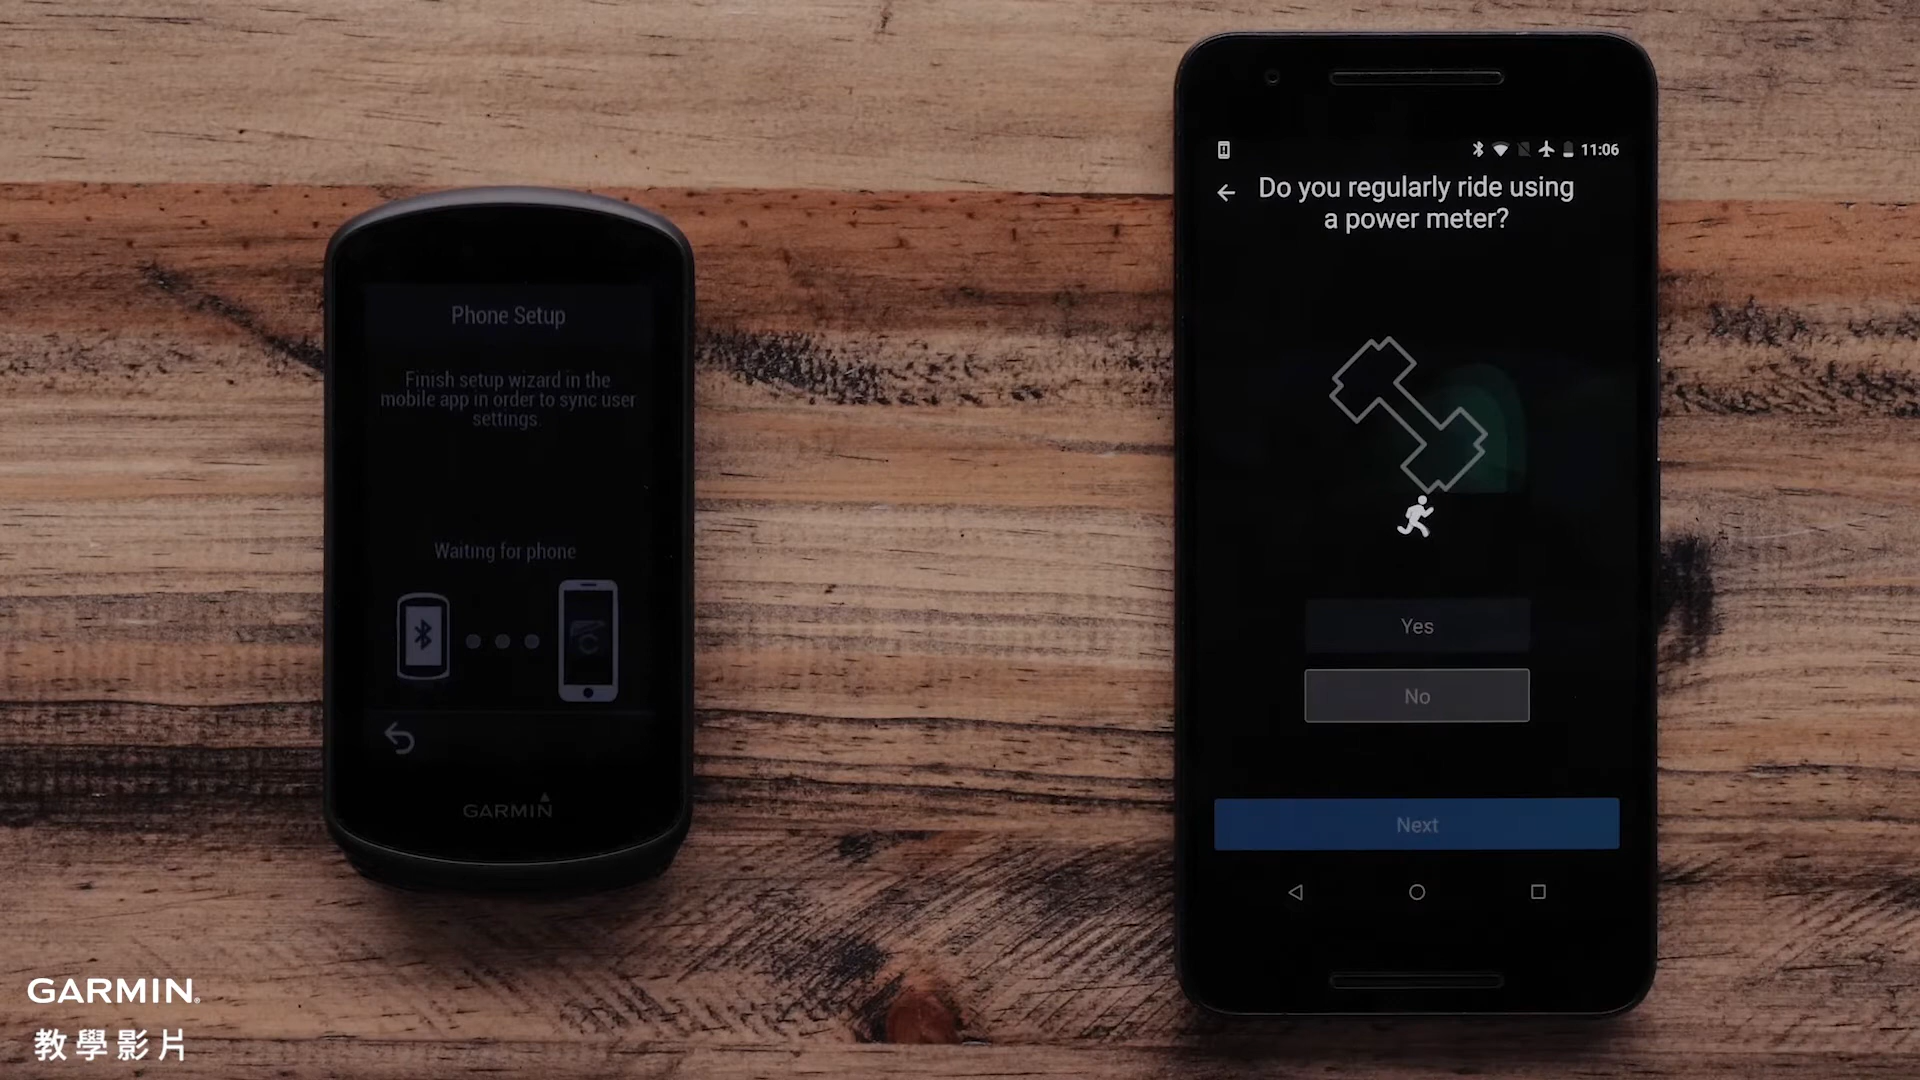 Phone Setup
Finish setup wizard in the
mobile app in order to sync user
settings.
Waiting for phone
GARMIN
11:06
Do you regularly ride using
a power meter?
Yes
No
Next
GARMIN®
教學影片